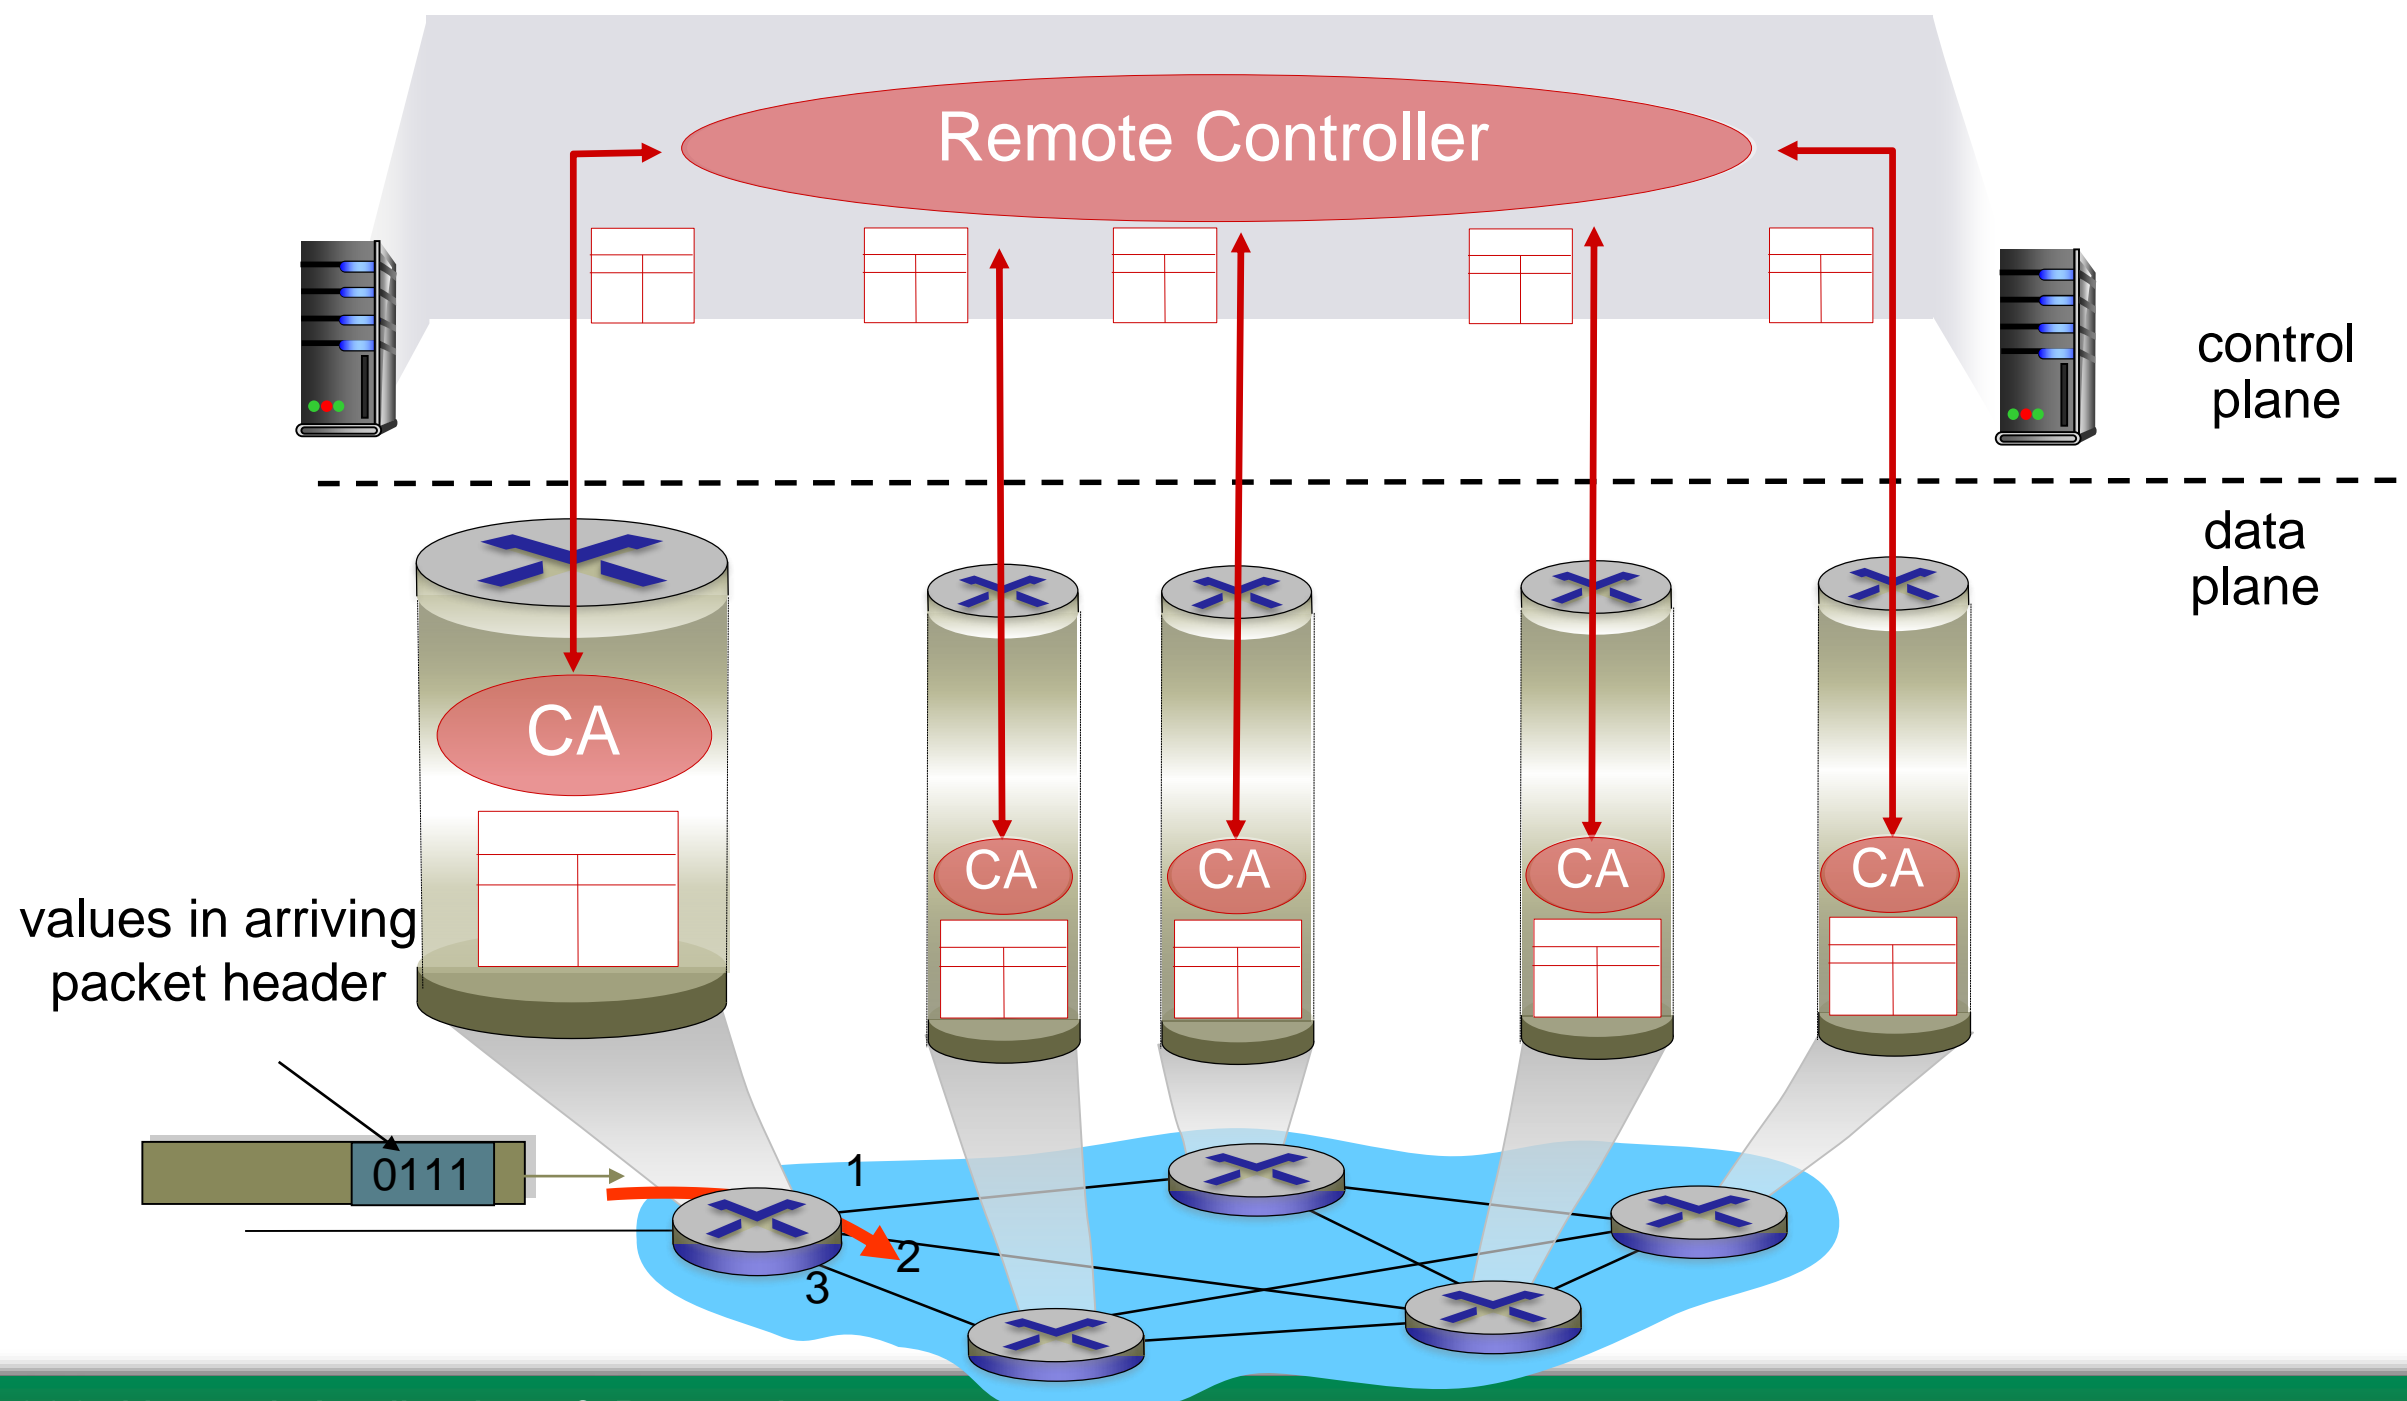 Remote Controller
control
plane
data
plane
CA
CA
CA
CA
CA
values in arriving
packet header
0111
1
2
3